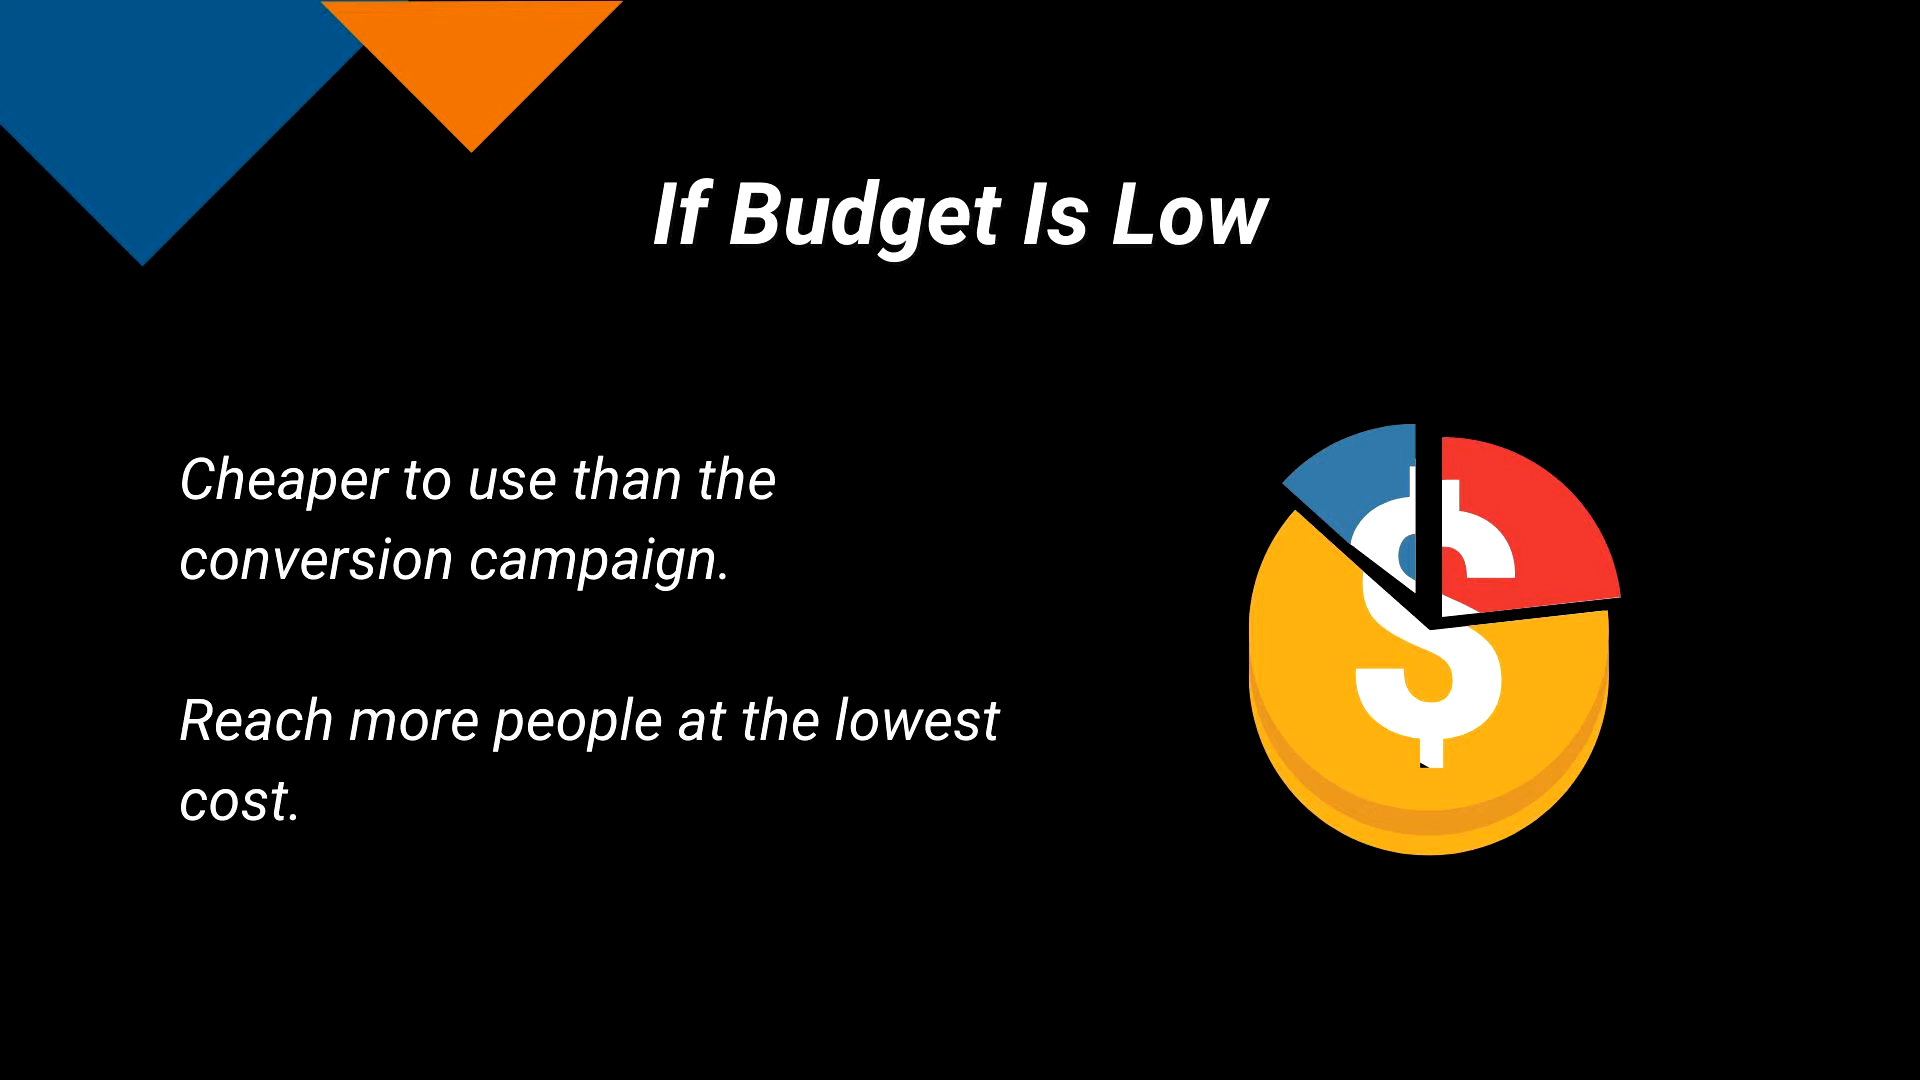 If Budget Is Low
Cheaper to use than the
conversion campaign.
Reach more people at the lowest
cost.
$